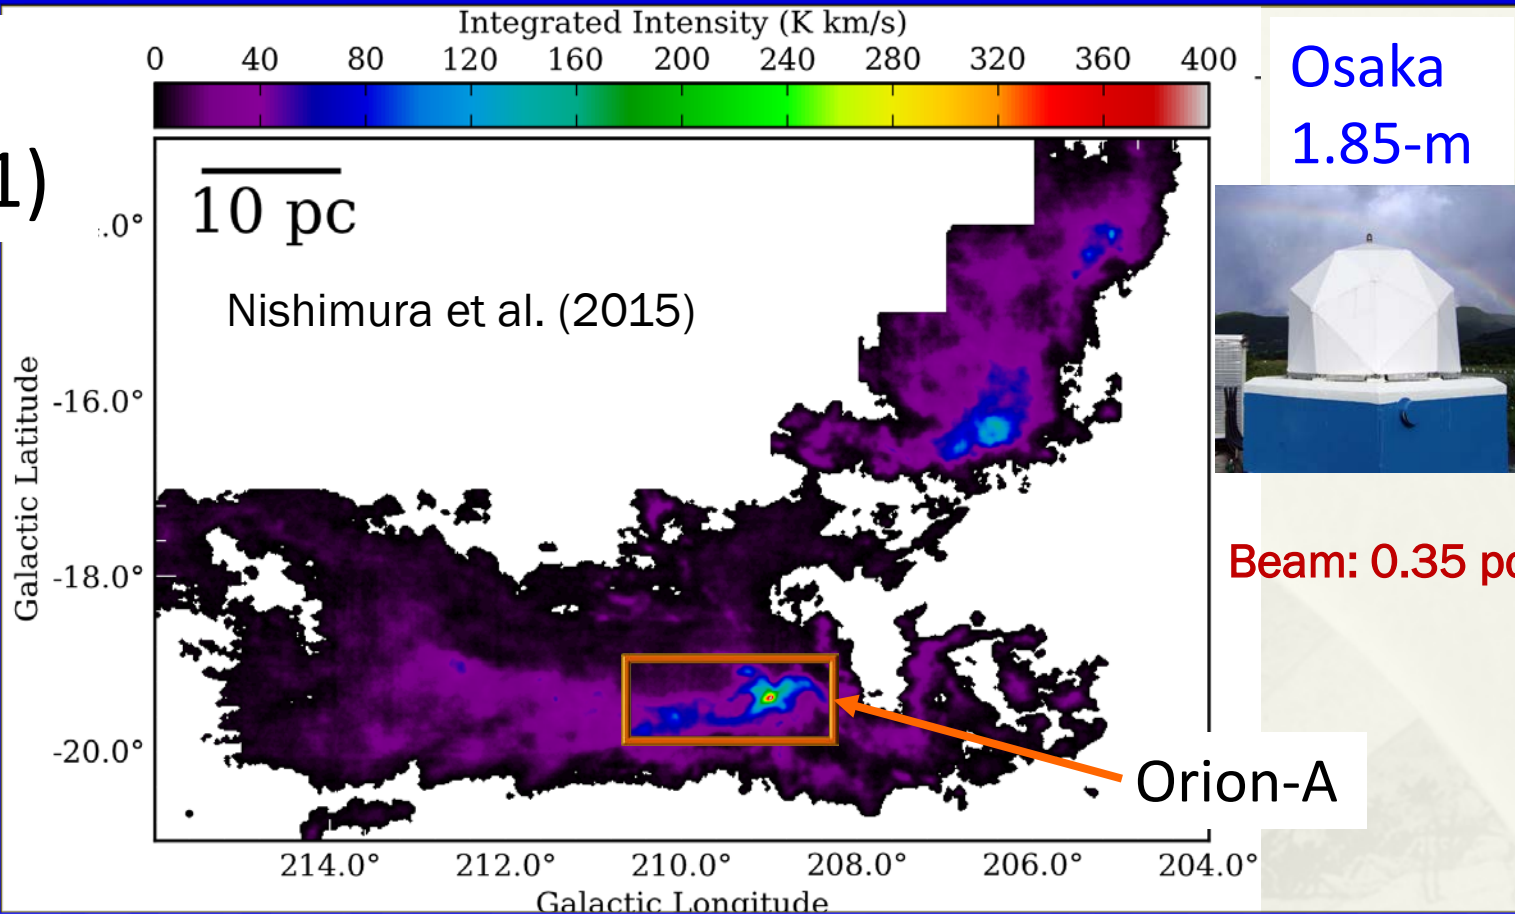 Integrated Intensity (K km/s)
0 40 80 120 160 200 240 280 320 360 400
Osaka
1.85-m
1)
10 pc
.0°
Nishimura et al. (2015)
Galactic Latitude
-16.0°
Beam: 0.35 pc
-18.0°
-20.0°
Orion-A
214.0° 212.0° 210.0° 208.0° 206.0° 204.0°
Galactic Longitude